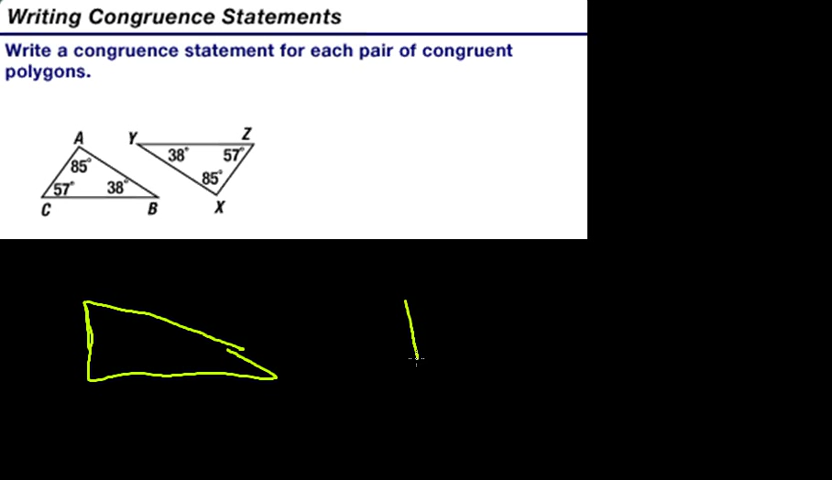 Writing Congruence Statements
Write a congruence statement for each pair of congruent
polygons.
A Y Z
85° 38° 57°
57° 38° 85°
C B X